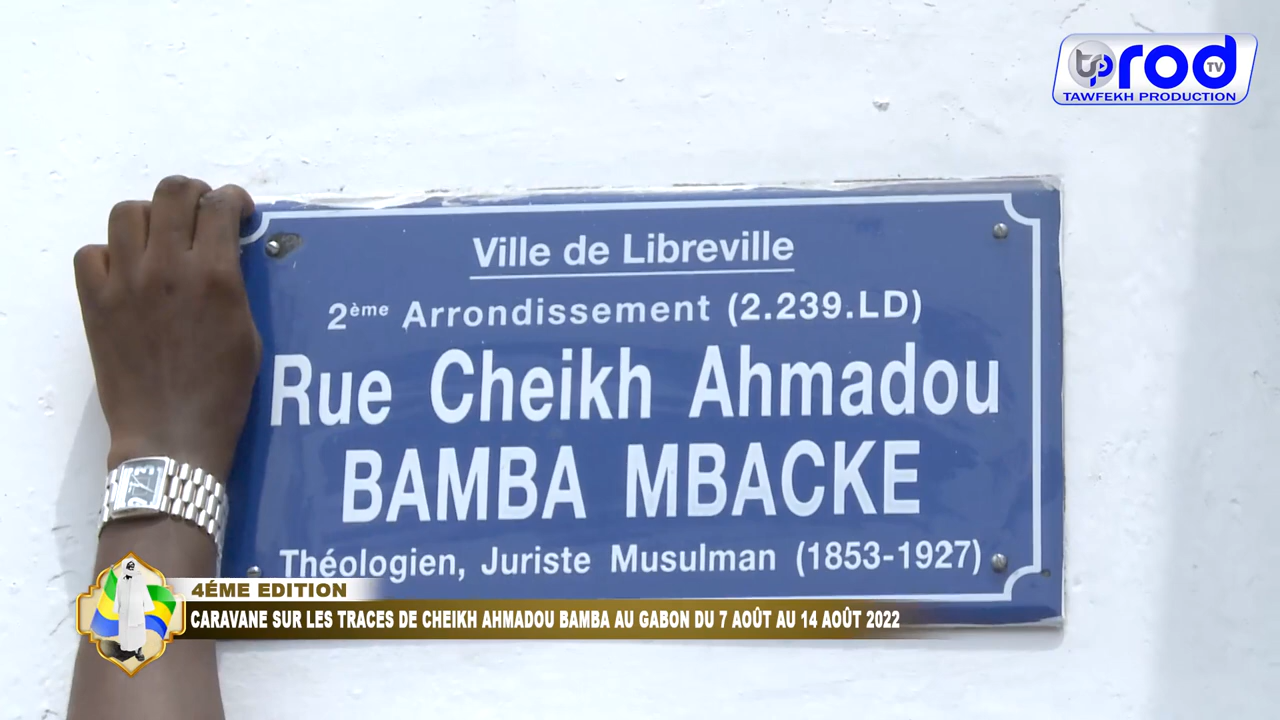 tprod TV
TAWFEKH PRODUCTION
Ville de Libreville
2ème Arrondissement (2.239.LD)
Rue Cheikh Ahmadou
BAMBA MBACKE
Théologien, Juriste Musulman (1853-1927)
4ÉME EDITION
CARAVANE SUR LES TRACES DE CHEIKH AHMADOU BAMBA AU GABON DU 7 AOÛT AU 14 AOÛT 2022